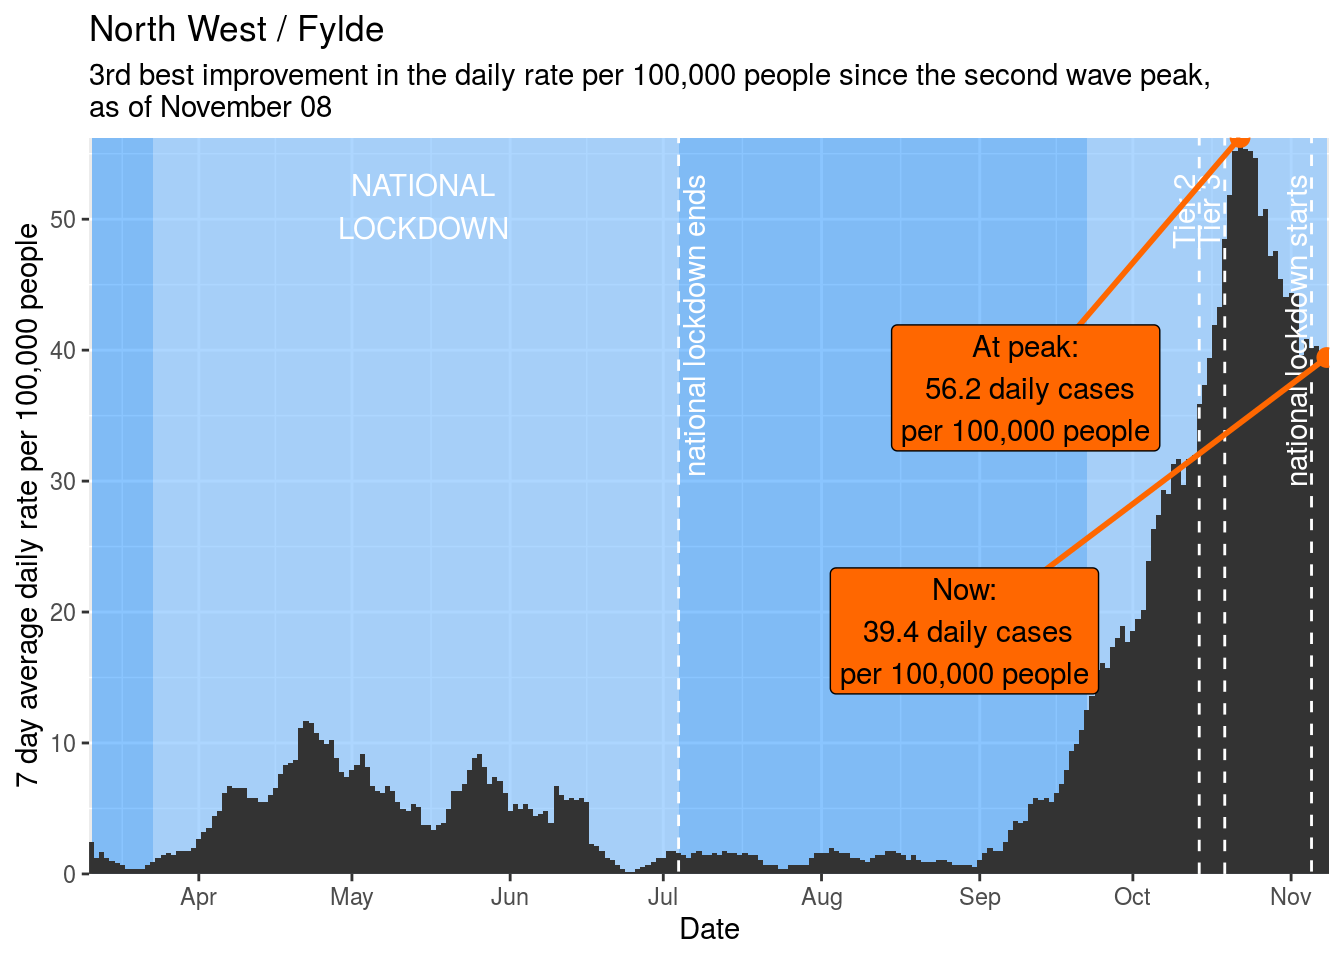 North West / Fylde
3rd best improvement in the daily rate per 100,000 people since the second wave peak,
as of November 08
7 day average daily rate per 100,000 people
50
40
30
20
10
0
NATIONAL
LOCKDOWN
national lockdown ends
Tier 2
Tier 3
national lockdown starts
At peak:
56.2 daily cases
per 100,000 people
Now:
39.4 daily cases
per 100,000 people
Apr
May
Jun
Jul
Aug
Sep
Oct
Nov
Date